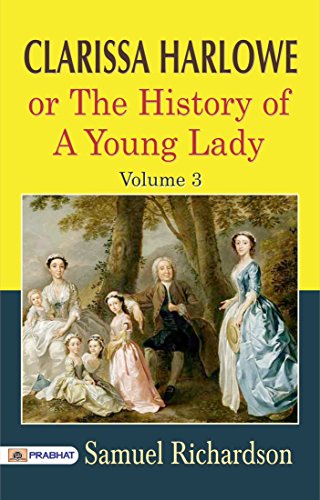 CLARISSA HARLOWE
or The History of
A Young Lady
Volume 3
PRABHAT
Samuel Richardson